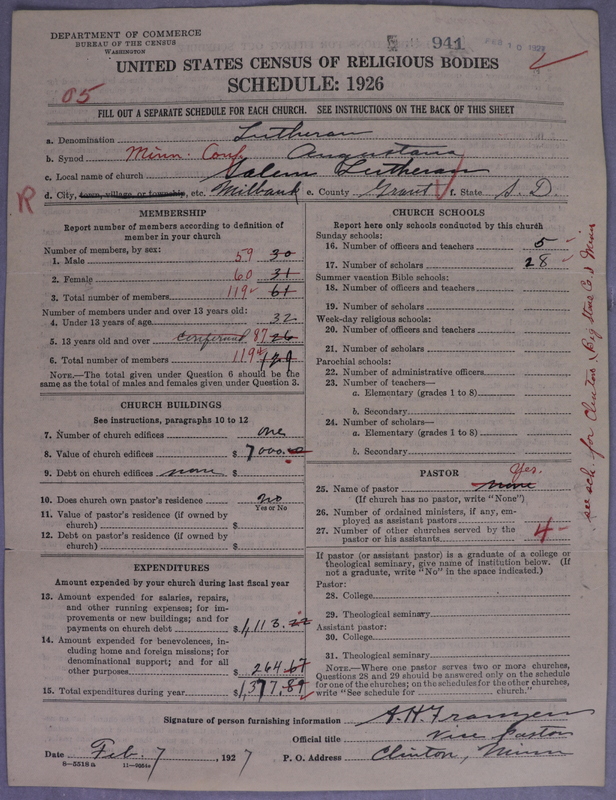 DEPARTMENT OF COMMERCE
BUREAU OF THE CENSUS
WASHINGTON
941
UNITED STATES CENSUS OF RELIGIOUS BODIES
SCHEDULE: 1926
05
FILL OUT A SEPARATE SCHEDULE FOR EACH CHURCH. SEE INSTRUCTIONS ON THE BACK OF THIS SHEET
a. Denomination Lutheran
b. Synod Minn. Conf. Augustana
c. Local name of church Salem Lutheran
R
d. City, town, village, or township, etc. Milbank e. County Grant f. State S. D.
MEMBERSHIP
Report number of members according to definition of
member in your church
Number of members, by sex:
1. Male 59 30
2. Female 60 31
3. Total number of members 119 61
Number of members under and over 13 years old:
4. Under 13 years of age 32
5. 13 years old and over Confirmed 87 26
6. Total number of members 119
NOTE.—The total given under Question 6 should be the
same as the total of males and females given under Question 3.
CHURCH BUILDINGS
See instructions, paragraphs 10 to 12
7. Number of church edifices one
8. Value of church edifices $ 7000.00
9. Debt on church edifices none $
10. Does church own pastor's residence no
Yes or No
11. Value of pastor's residence (if owned by
church) $
12. Debt on pastor's residence (if owned by
church) $
EXPENDITURES
Amount expended by your church during last fiscal year
13. Amount expended for salaries, repairs,
and other running expenses; for im-
provements or new buildings; and for
payments on church debt $ 1,113.22
14. Amount expended for benevolences, in-
cluding home and foreign missions; for
denominational support; and for all
other purposes 264.67
15. Total expenditures during year $ 1,377.89
CHURCH SCHOOLS
Report here only schools conducted by this church
Sunday schools:
16. Number of officers and teachers 5
17. Number of scholars 28
Summer vacation Bible schools:
18. Number of officers and teachers
19. Number of scholars
Week-day religious schools:
20. Number of officers and teachers
21. Number of scholars
Parochial schools:
22. Number of administrative officers
23. Number of teachers—
a. Elementary (grades 1 to 8)
b. Secondary
24. Number of scholars—
a. Elementary (grades 1 to 8)
b. Secondary
PASTOR
Yes.
25. Name of pastor none
(If church has no pastor, write "None")
26. Number of ordained ministers, if any, em-
ployed as assistant pastors
27. Number of other churches served by the
pastor or his assistants 4
If pastor (or assistant pastor) is a graduate of a college or
theological seminary, give name of institution below. (If
not a graduate, write "No" in the space indicated.)
Pastor:
28. College
29. Theological seminary
Assistant pastor:
30. College
31. Theological seminary
NOTE.—Where one pastor serves two or more churches,
Questions 28 and 29 should be answered only on the schedule
for one of the churches; on the schedules for the other churches,
write "See schedule for church."
see sch. for Clinton, Big Stone Co. Minn
Signature of person furnishing information A. H. Franzen
Official title Vice Pastor
Date Feb. 7, 1927 P. O. Address Clinton, Minn
8—5518 a